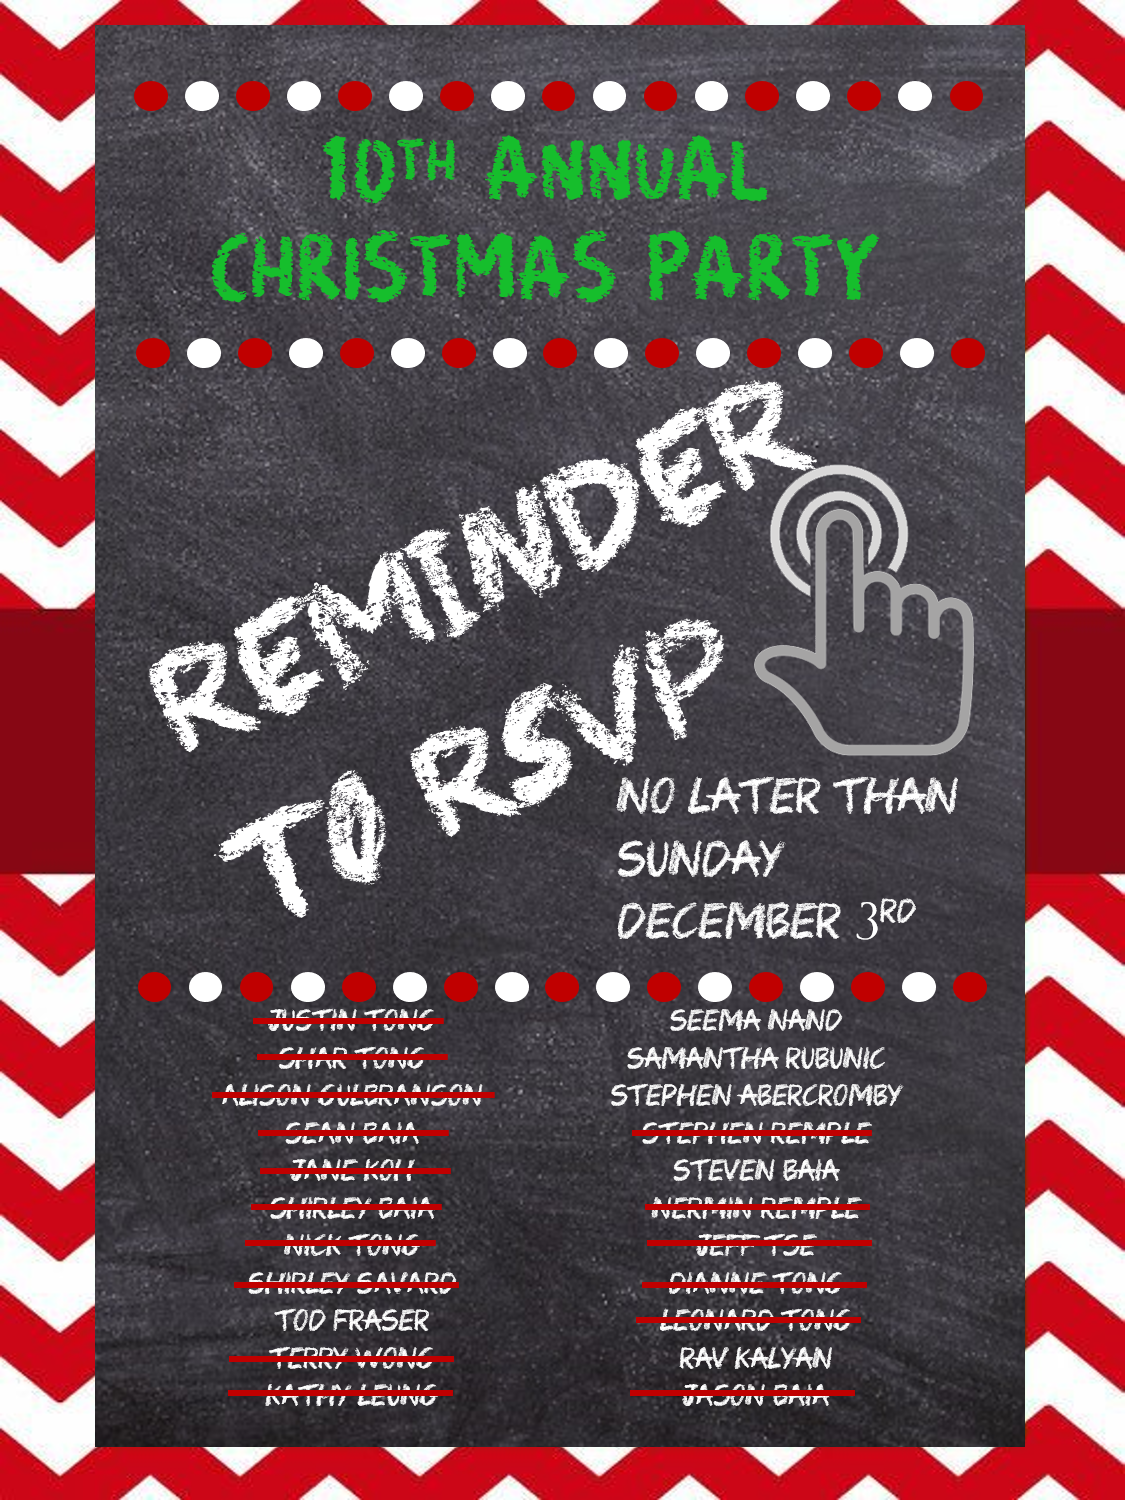 10TH ANNUAL
CHRISTMAS PARTY
REMINDER
TO RSVP
NO LATER THAN
SUNDAY
DECEMBER 3RD
JUSTIN TONG
SHAR TONG
ALISON GULBRANSON
SEAN BAIA
JANE KOH
SHIRLEY BAIA
NICK TONG
SHIRLEY SAVARD
TOD FRASER
TERRY WONG
KATHY LEUNG
SEEMA NAND
SAMANTHA RUBUNIC
STEPHEN ABERCROMBY
STEPHEN REMPLE
STEVEN BAIA
NERMIN REMPLE
JEFF TSE
DIANNE TONG
LEONARD TONG
RAV KALYAN
JASON BAIA